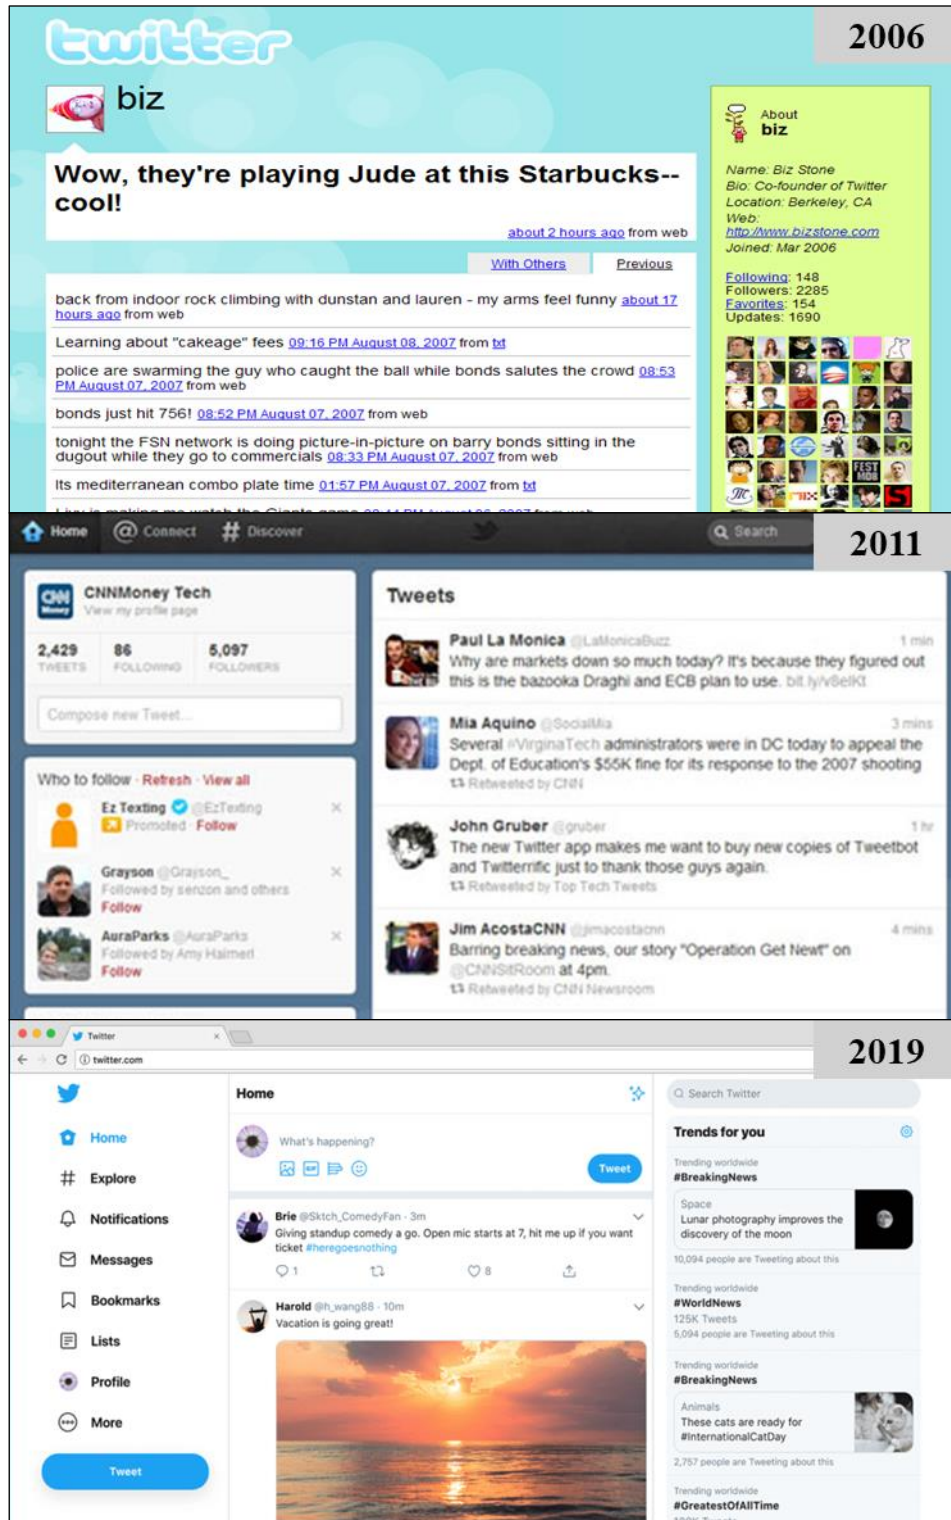 twitter
2006
biz
Wow, they're playing Jude at this Starbucks--
cool!
about 2 hours ago from web
With Others
Previous
back from indoor rock climbing with dunstan and lauren - my arms feel funny about 17
hours ago from web
Learning about "cakeage" fees 09:16 PM August 08, 2007 from txt
police are swarming the guy who caught the ball while bonds salutes the crowd 08:53
PM August 07, 2007 from web
bonds just hit 756! 08:52 PM August 07, 2007 from web
tonight the FSN network is doing picture-in-picture on barry bonds sitting in the
dugout while they go to commercials 08:33 PM August 07, 2007 from web
Its mediterranean combo plate time 01:57 PM August 07, 2007 from txt
About
biz
Name: Biz Stone
Bio: Co-founder of Twitter
Location: Berkeley, CA
Web:
http://www.bizstone.com
Joined: Mar 2006
Following: 148
Followers: 2285
Favorites: 154
Updates: 1690
Home
@ Connect
# Discover
Search
2011
CNN Money
CNNMoney Tech
View my profile page
2,429 TWEETS
86 FOLLOWING
5,097 FOLLOWERS
Compose new Tweet...
Who to follow · Refresh · View all
Ez Texting @EzTexting
Promoted · Follow
Grayson @Grayson_
Followed by senzon and others
Follow
AuraParks @AuraParks
Followed by Amy Haimerl
Follow
Tweets
Paul La Monica @LaMonicaBuzz 1 min
Why are markets down so much today? It's because they figured out
this is the bazooka Draghi and ECB plan to use.
Mia Aquino @SocialMia 3 mins
Several #VirginaTech administrators were in DC today to appeal the
Dept. of Education's $55K fine for its response to the 2007 shooting
Retweeted by CNN
John Gruber @gruber 1 hr
The new Twitter app makes me want to buy new copies of Tweetbot
and Twitterrific just to thank those guys again.
Retweeted by Top Tech Tweets
Jim AcostaCNN @jimacostacnn 4 mins
Barring breaking news, our story "Operation Get Newt" on
@CNNSitRoom at 4pm.
Retweeted by CNN Newsroom
Twitter
twitter.com
2019
Home
Explore
Notifications
Messages
Bookmarks
Lists
Profile
More
Tweet
Home
What's happening?
GIF
Tweet
Brie @Sktch_ComedyFan · 3m
Giving standup comedy a go. Open mic starts at 7, hit me up if you want
ticket #heregoesnothing
1
8
Harold @h_wang88 · 10m
Vacation is going great!
Search Twitter
Trends for you
Trending worldwide
#BreakingNews
Space
Lunar photography improves the
discovery of the moon
10,094 people are Tweeting about this
Trending worldwide
#WorldNews
125K Tweets
5,094 people are Tweeting about this
Trending worldwide
#BreakingNews
Animals
These cats are ready for
#InternationalCatDay
2,757 people are Tweeting about this
Trending worldwide
#GreatestOfAllTime